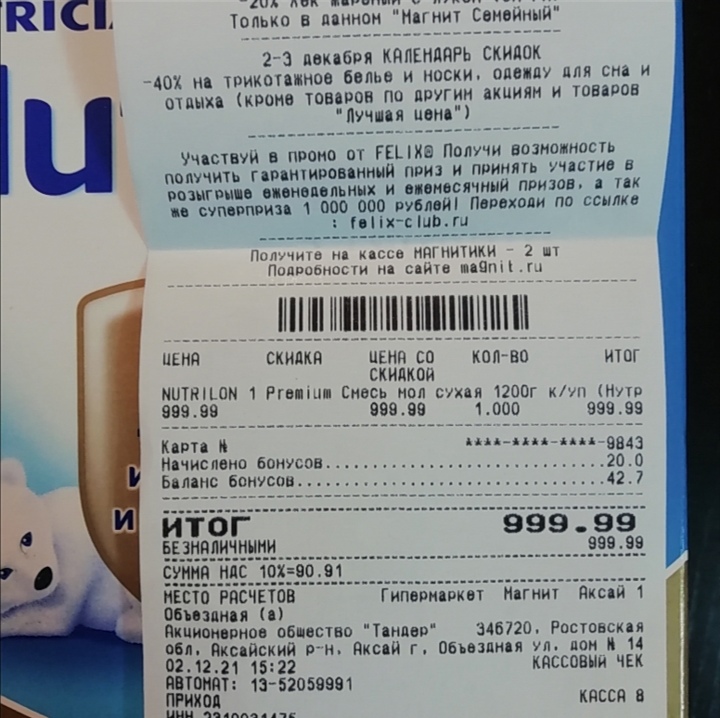 TRICI
lu
и
и
Только в данном "Магнит Семейный"
2-3 декабря КАЛЕНДАРЬ СКИДОК
-40% на трикотажное белье и носки, одежду для сна и
отдыха (кроме товаров по другим акциям и товаров
"Лучшая цена")
Участвуй в промо от FELIX® Получи возможность
получить гарантированный приз и принять участие в
розыгрыше еженедельных и ежемесячный призов, а так
же суперприза 1 000 000 рублей! Переходи по ссылке
: felix-club.ru
Получите на кассе МАГНИТИКИ - 2 шт
Подробности на сайте magnit.ru
ЦЕНА СКИДКА ЦЕНА СО СКИДКОЙ КОЛ-ВО ИТОГ
NUTRILON 1 Premium Смесь мол сухая 1200г к/уп (Нутр
999.99 999.99 1.000 999.99
Карта № ****-****-****-9843
Начислено бонусов..............................20.0
Баланс бонусов.................................42.7
ИТОГ 999.99
БЕЗНАЛИЧНЫМИ 999.99
СУММА НДС 10%=90.91
МЕСТО РАСЧЕТОВ Гипермаркет Магнит Аксай 1
Объездная (а)
Акционерное общество "Тандер" 346720, Ростовская
обл, Аксайский р-н, Аксай г, Объездная ул, дом № 14
02.12.21 15:22 КАССОВЫЙ ЧЕК
АВТОМАТ: 13-52059991
ПРИХОД КАССА 8